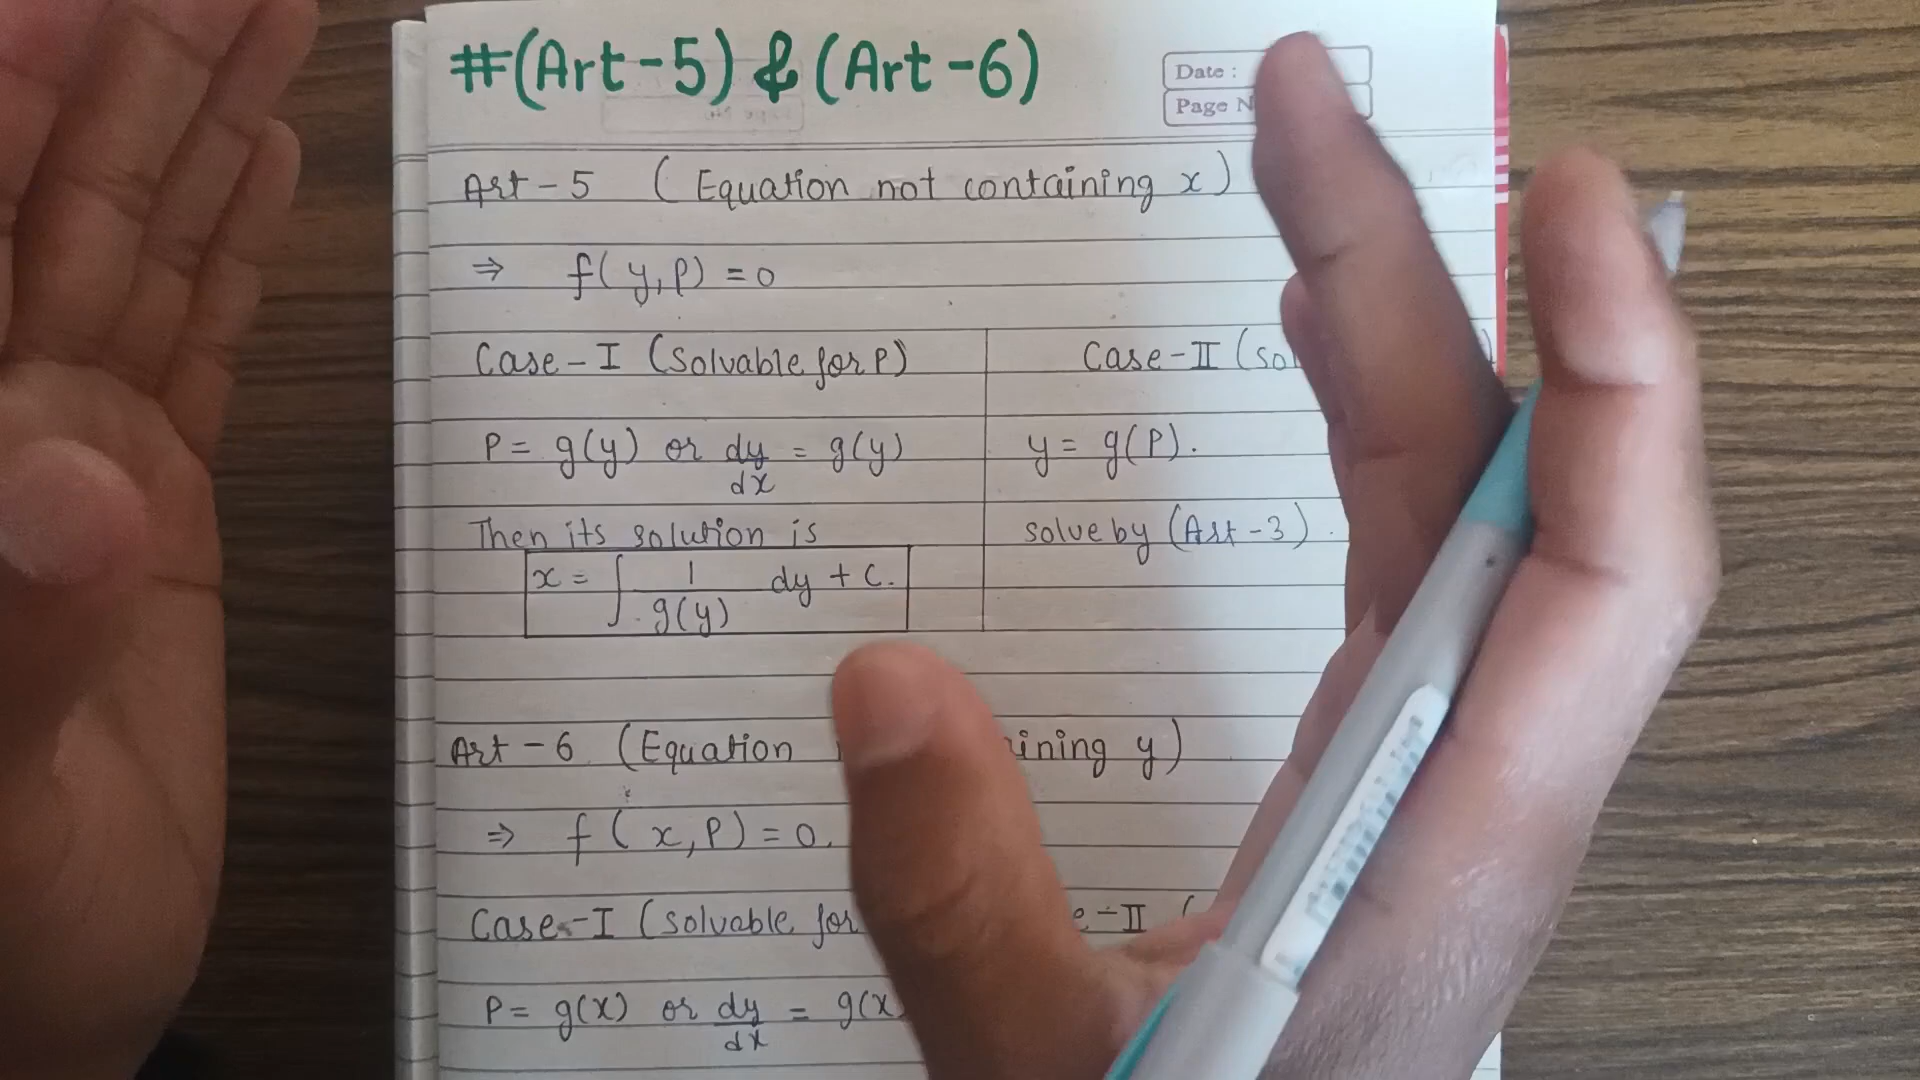 #(Art-5) & (Art-6)
Date :
Page N
Art - 5 ( Equation not containing x )
⇒ f( y, P) = 0
Case - I (Solvable for P)
P = g(y) or dy/dx = g(y)
Then its solution is
x = ∫ 1/g(y) dy + c.
Case - II (Sol
y = g(P).
solve by (Art - 3).
Art - 6 (Equation ining y)
⇒ f ( x, P) = 0.
Case - I (solvable for
e - II (
P = g(x) or dy/dx = g(x)